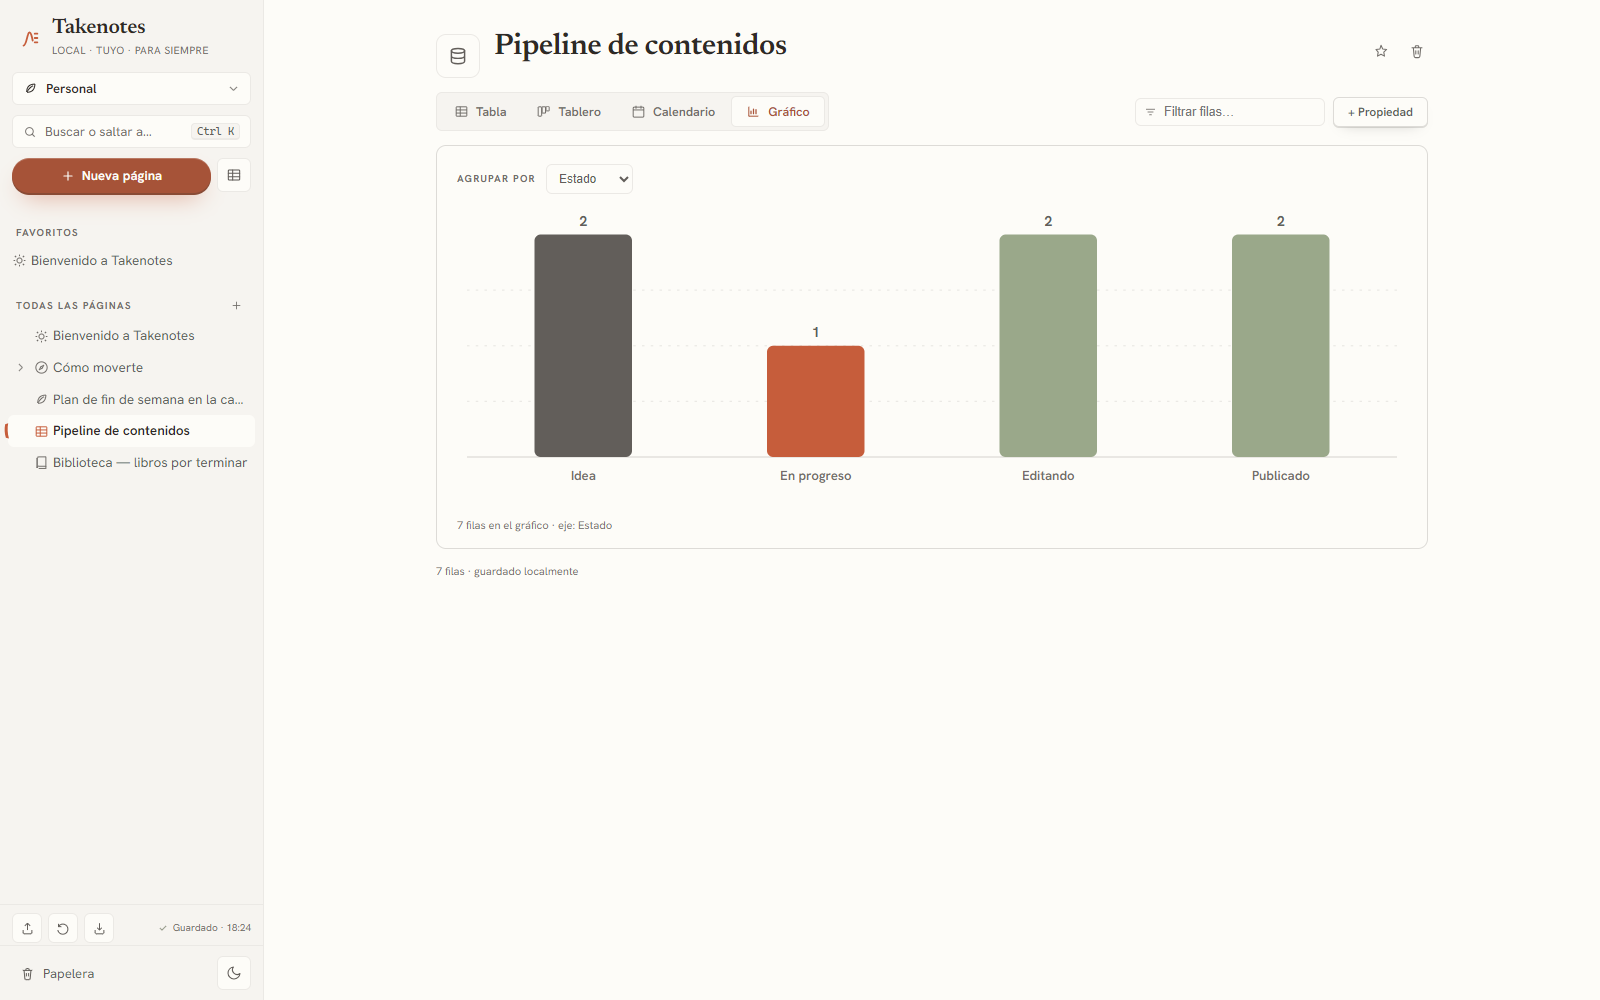 Takenotes
LOCAL · TUYO · PARA SIEMPRE
Personal
Buscar o saltar a...
Ctrl K
+ Nueva página
FAVORITOS
Bienvenido a Takenotes
TODAS LAS PÁGINAS +
Bienvenido a Takenotes
Cómo moverte
Plan de fin de semana en la ca...
Pipeline de contenidos
Biblioteca — libros por terminar
Guardado · 18:24
Papelera
Pipeline de contenidos
Tabla
Tablero
Calendario
Gráfico
Filtrar filas...
+ Propiedad
AGRUPAR POR
Estado
2
1
2
2
Idea
En progreso
Editando
Publicado
7 filas en el gráfico · eje: Estado
7 filas · guardado localmente